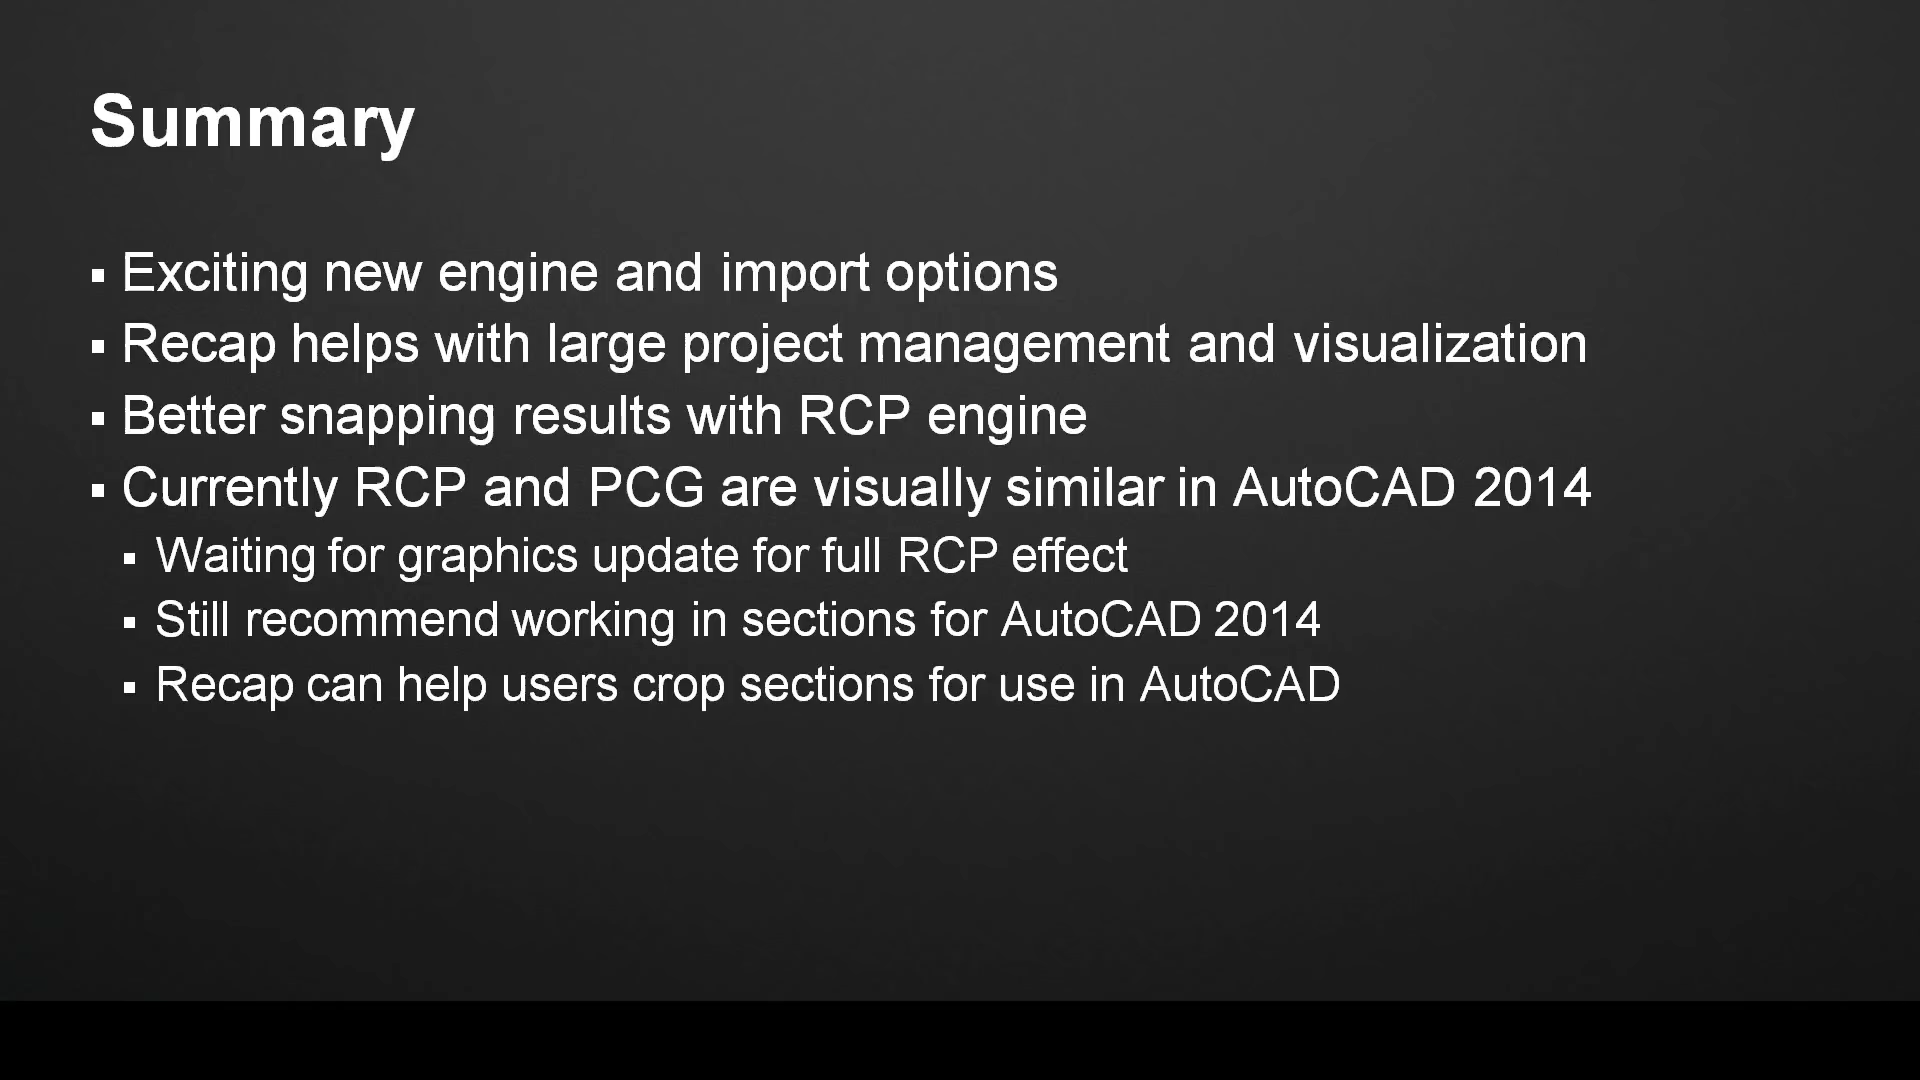 Summary
▪ Exciting new engine and import options
▪ Recap helps with large project management and visualization
▪ Better snapping results with RCP engine
▪ Currently RCP and PCG are visually similar in AutoCAD 2014
▪ Waiting for graphics update for full RCP effect
▪ Still recommend working in sections for AutoCAD 2014
▪ Recap can help users crop sections for use in AutoCAD